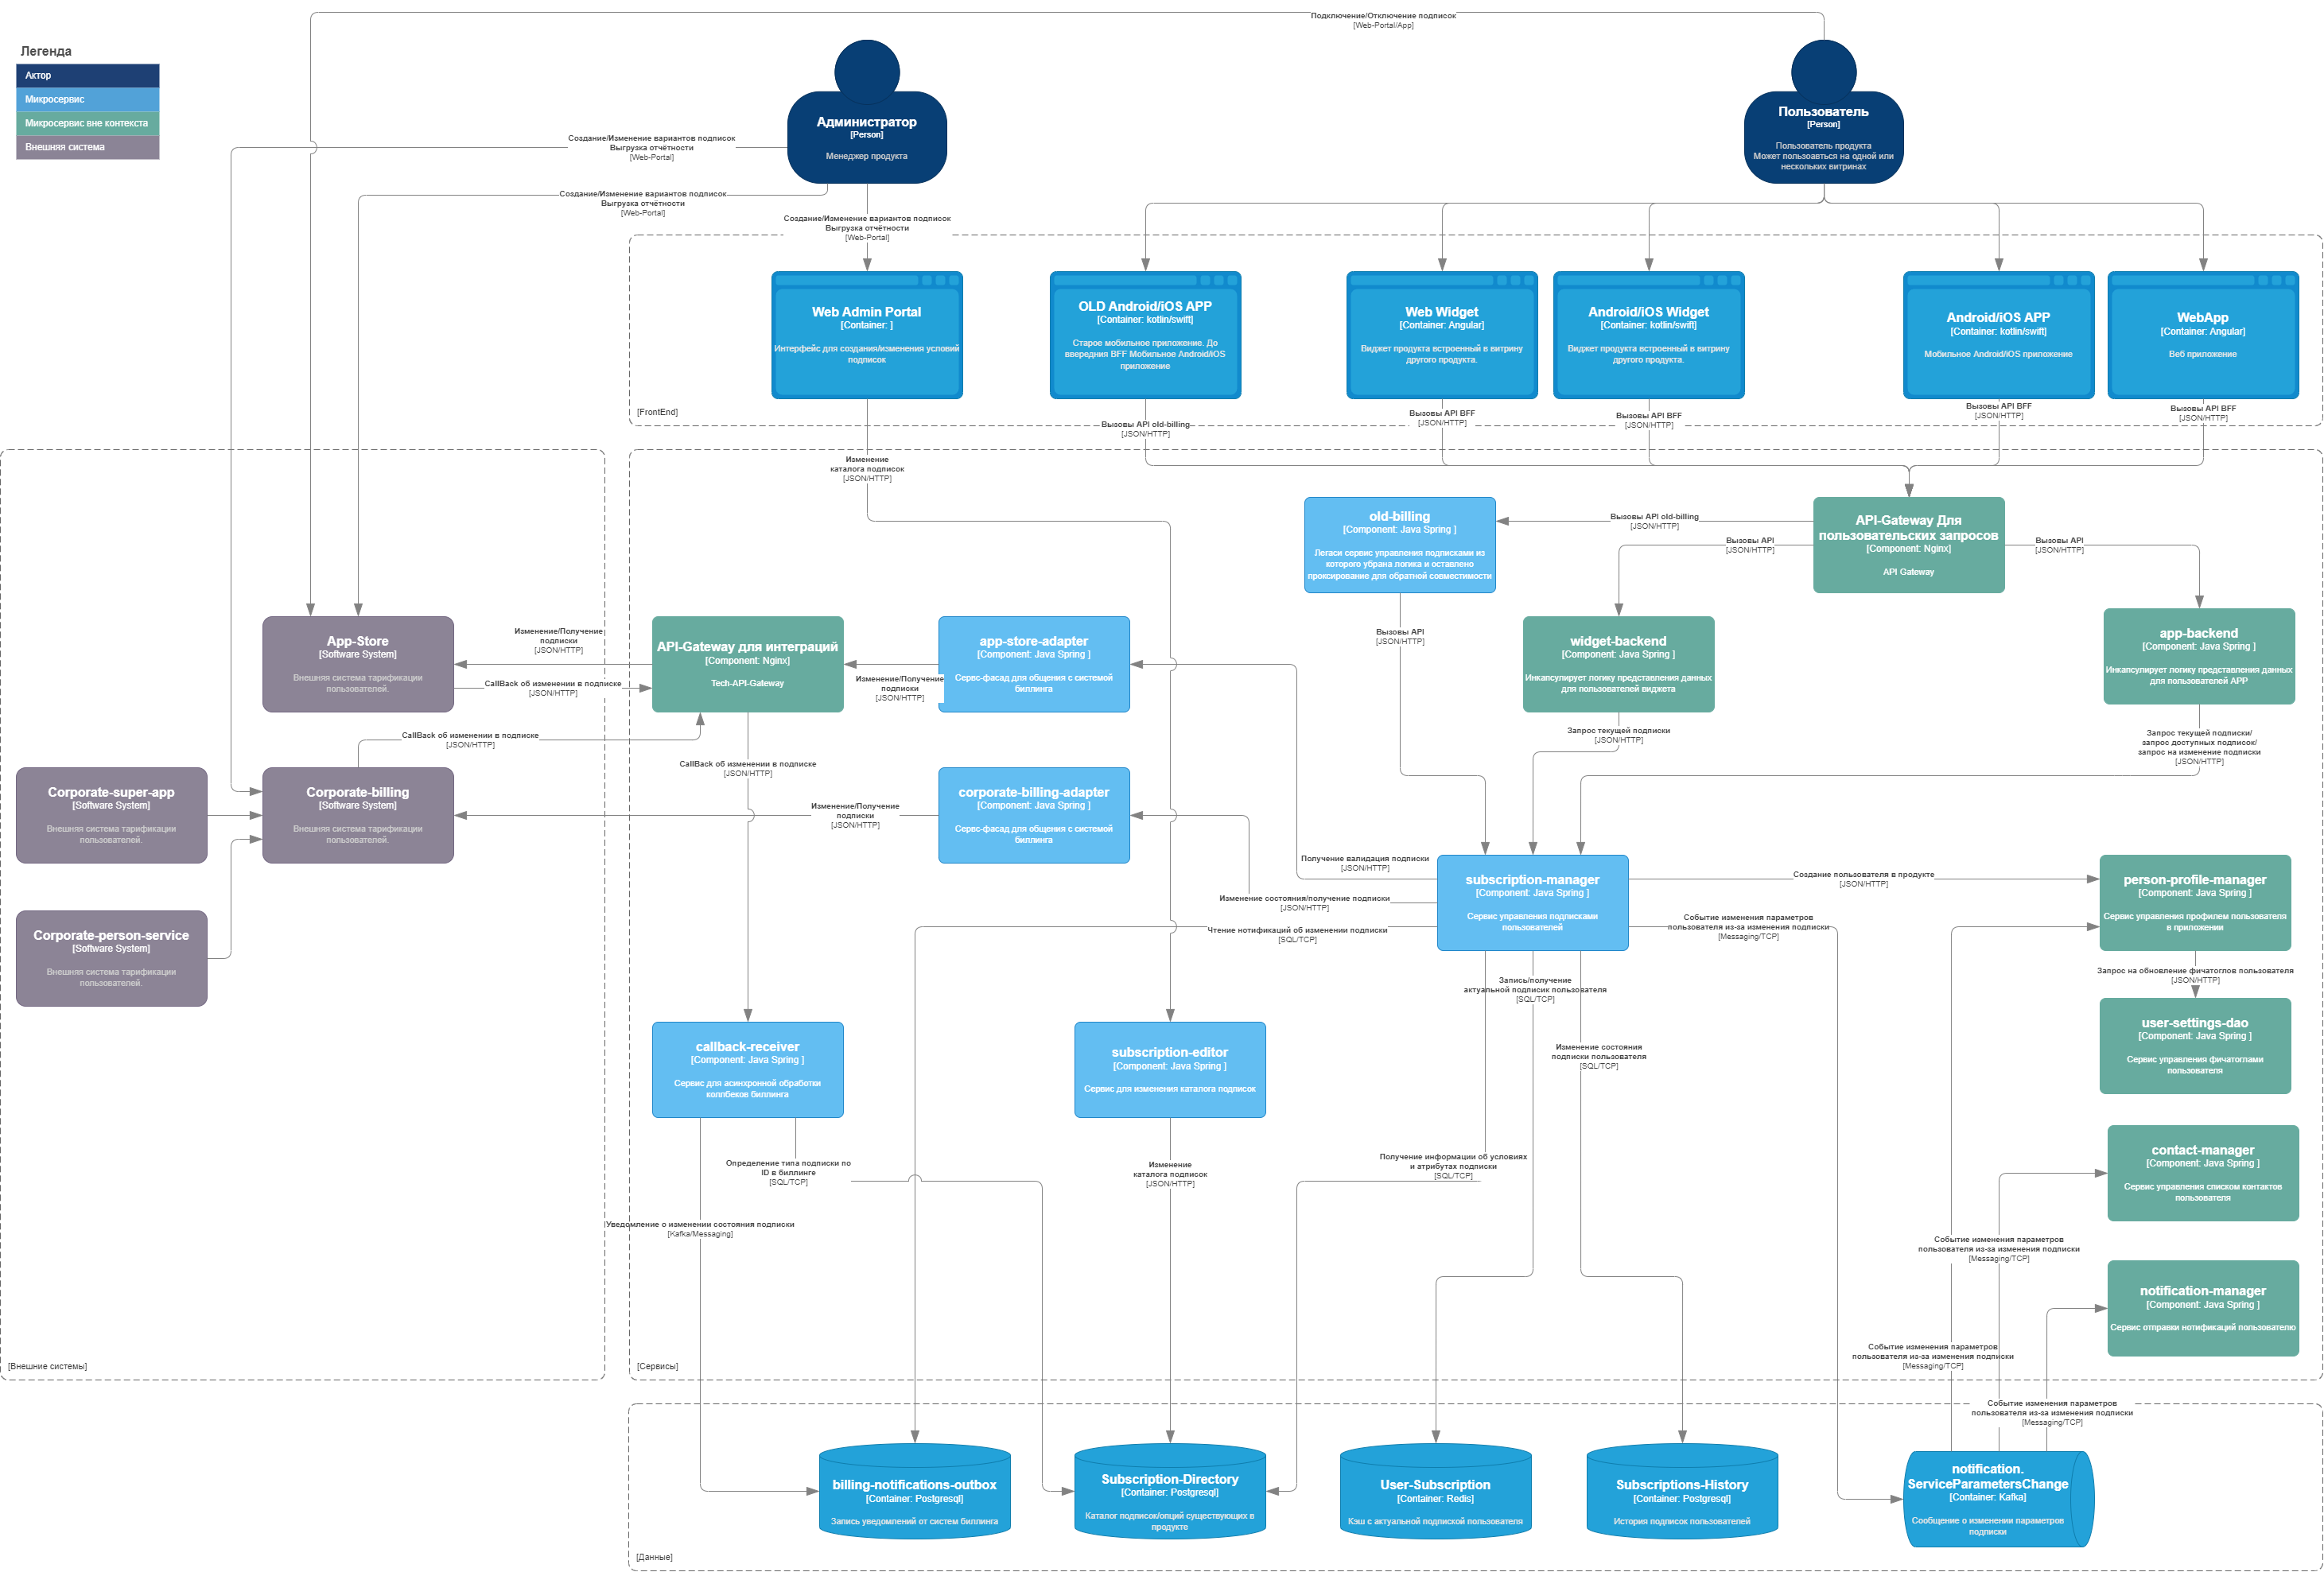 Подключение/Отключение подписок
[Web-Portal/App]
Легенда
Актор
Микросервис
Микросервис вне контекста
Внешняя система
Администратор
[Person]
Менеджер продукта
Пользователь
[Person]
Пользователь продукта
Может пользоавться на одной или
нескольких витринах
Создание/Изменение вариантов подписок
Выгрузка отчётности
[Web-Portal]
Создание/Изменение вариантов подписок
Выгрузка отчётности
[Web-Portal]
Создание/Изменение вариантов подписок
Выгрузка отчётности
[Web-Portal]
Web Admin Portal
[Container: ]
Интерфейс для создания/изменения условий
подписок
OLD Android/iOS APP
[Container: kotlin/swift]
Старое мобильное приложение. До
ввередния BFF Мобильное Android/iOS
приложение
Web Widget
[Container: Angular]
Виджет продукта встроенный в витрину
другого продукта.
Android/iOS Widget
[Container: kotlin/swift]
Виджет продукта встроенный в витрину
другого продукта.
Android/iOS APP
[Container: kotlin/swift]
Мобильное Android/iOS приложение
WebApp
[Container: Angular]
Веб приложение
[FrontEnd]
Вызовы API old-billing
[JSON/HTTP]
Вызовы API BFF
[JSON/HTTP]
Вызовы API BFF
[JSON/HTTP]
Вызовы API BFF
[JSON/HTTP]
Вызовы API BFF
[JSON/HTTP]
Изменение
каталога подписок
[JSON/HTTP]
old-billing
[Component: Java Spring ]
Легаси сервис управления подписками из
которого убрана логика и оставлено
проксирование для обратной совместимости
Вызовы API old-billing
[JSON/HTTP]
Вызовы API
[JSON/HTTP]
API-Gateway Для
пользовательских запросов
[Component: Nginx]
API Gateway
Вызовы API
[JSON/HTTP]
App-Store
[Software System]
Внешняя система тарификации
пользователей.
Изменение/Получение
подписки
[JSON/HTTP]
CallBack об изменении в подписке
[JSON/HTTP]
API-Gateway для интеграций
[Component: Nginx]
Tech-API-Gateway
Изменение/Получение
подписки
[JSON/HTTP]
app-store-adapter
[Component: Java Spring ]
Сервс-фасад для общения с системой
биллинга
Вызовы API
[JSON/HTTP]
widget-backend
[Component: Java Spring ]
Инкапсулирует логику представления данных
для пользователей виджета
app-backend
[Component: Java Spring ]
Инкапсулирует логику представления данных
для пользователей APP
CallBack об изменении в подписке
[JSON/HTTP]
CallBack об изменении в подписке
[JSON/HTTP]
Запрос текущей подписки
[JSON/HTTP]
Запрос текущей подписки/
запрос доступных подписок/
запрос на изменение подписки
[JSON/HTTP]
Corporate-super-app
[Software System]
Внешняя система тарификации
пользователей.
Corporate-billing
[Software System]
Внешняя система тарификации
пользователей.
Изменение/Получение
подписки
[JSON/HTTP]
corporate-billing-adapter
[Component: Java Spring ]
Сервс-фасад для общения с системой
биллинга
Corporate-person-service
[Software System]
Внешняя система тарификации
пользователей.
Получение валидация подписки
[JSON/HTTP]
Изменение состояния/получение подписки
[JSON/HTTP]
Чтение нотификаций об изменении подписки
[SQL/TCP]
subscription-manager
[Component: Java Spring ]
Сервис управления подписками
пользователей
Создание пользователя в продукте
[JSON/HTTP]
Событие изменения параметров
пользователя из-за изменения подписки
[Messaging/TCP]
person-profile-manager
[Component: Java Spring ]
Сервис управления профилем пользователя
в приложении
Запрос на обновление фичатоглов пользователя
[JSON/HTTP]
Запись/получение
актуальной подписик пользователя
[SQL/TCP]
user-settings-dao
[Component: Java Spring ]
Сервис управления фичатоглами
пользователя
Изменение состояния
подписки пользователя
[SQL/TCP]
callback-receiver
[Component: Java Spring ]
Сервис для асинхронной обработки
коллбеков биллинга
subscription-editor
[Component: Java Spring ]
Сервис для изменения каталога подписок
contact-manager
[Component: Java Spring ]
Сервис управления списком контактов
пользователя
Определение типа подписки по
ID в биллинге
[SQL/TCP]
Изменение
каталога подписок
[JSON/HTTP]
Получение информации об условиях
и атрибутах подписки
[SQL/TCP]
Уведомление о изменении состояния подписки
[Kafka/Messaging]
Событие изменения параметров
пользователя из-за изменения подписки
[Messaging/TCP]
notification-manager
[Component: Java Spring ]
Сервис отправки нотификаций пользователю
Событие изменения параметров
пользователя из-за изменения подписки
[Messaging/TCP]
[Внешние системы]
[Сервисы]
Событие изменения параметров
пользователя из-за изменения подписки
[Messaging/TCP]
billing-notifications-outbox
[Container: Postgresql]
Запись уведомлений от систем биллинга
Subscription-Directory
[Container: Postgresql]
Каталог подписок/опций существующих в
продукте
User-Subscription
[Container: Redis]
Кэш с актуальной подпиской пользователя
Subscriptions-History
[Container: Postgresql]
История подписок пользователей
notification.
ServiceParametersChange
[Container: Kafka]
Сообщение о изменении параметров
подписки
[Данные]